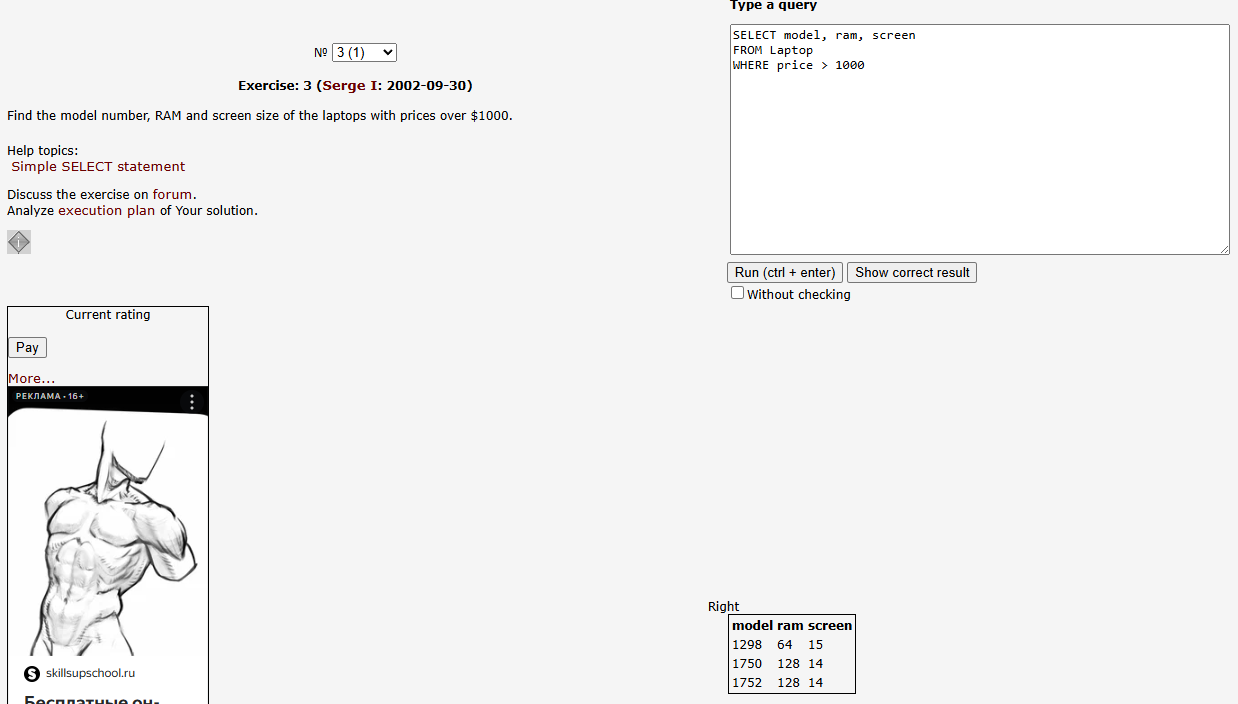 Type a query
№ 3 (1)
Exercise: 3 (Serge I: 2002-09-30)
Find the model number, RAM and screen size of the laptops with prices over $1000.
Help topics:
Simple SELECT statement
Discuss the exercise on forum.
Analyze execution plan of Your solution.
SELECT model, ram, screen
FROM Laptop
WHERE price > 1000
Run (ctrl + enter) Show correct result
Without checking
Current rating
Pay
More...
РЕКЛАМА • 16+
S skillsupschool.ru
Бесплатные он-
Right
model ram screen
1298 64 15
1750 128 14
1752 128 14